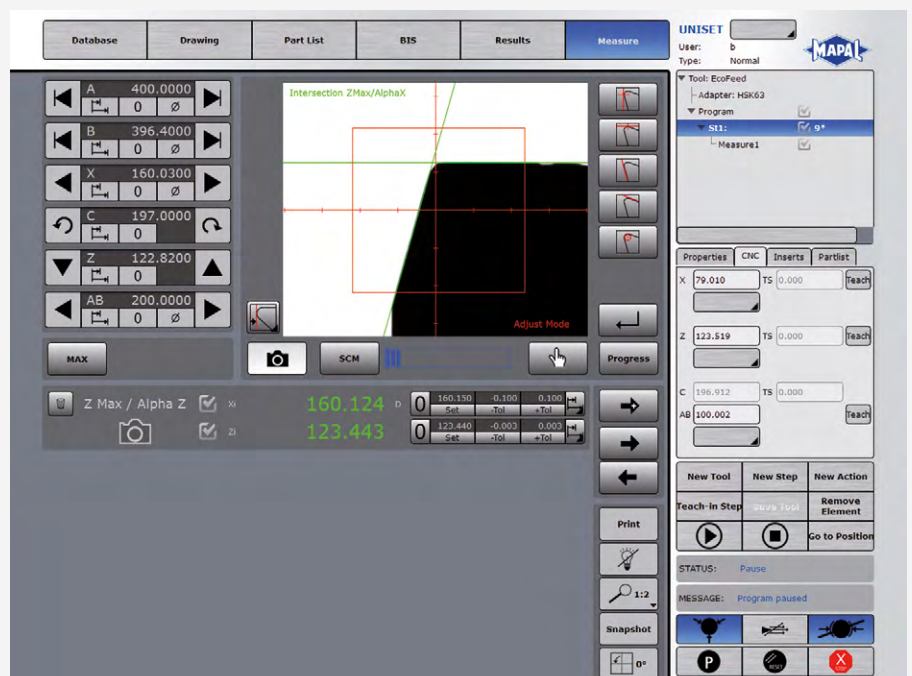 Database
Drawing
Part List
BIS
Results
Measure
UNISET
User: b
Type: Normal
MAPAL
A 400.0000
0 Ø
B 396.4000
0 Ø
X 160.0300
0 Ø
C 197.0000
0
Z 122.8200
0
AB 200.0000
0 Ø
Intersection ZMax/AlphaX
Adjust Mode
MAX
SCM
Progress
Z Max / Alpha Z Xi 160.124 D 0 160.150 -0.100 0.100
Set -Tol +Tol
Zi 123.443 0 123.440 -0.003 0.003
Set -Tol +Tol
Print
1:2
Snapshot
0°
Tool: EcoFeed
Adapter: HSK63
Program
St1: 9*
Measure1
Properties CNC Inserts Partlist
X 79.010 TS 0.000 Teach
Z 123.519 TS 0.000 Teach
C 196.912 TS 0.000
AB 100.002 Teach
New Tool New Step New Action
Teach-in Step Save Tool Remove Element
Go to Position
STATUS: Pause
MESSAGE: Program paused
P
RESET
X
STOP